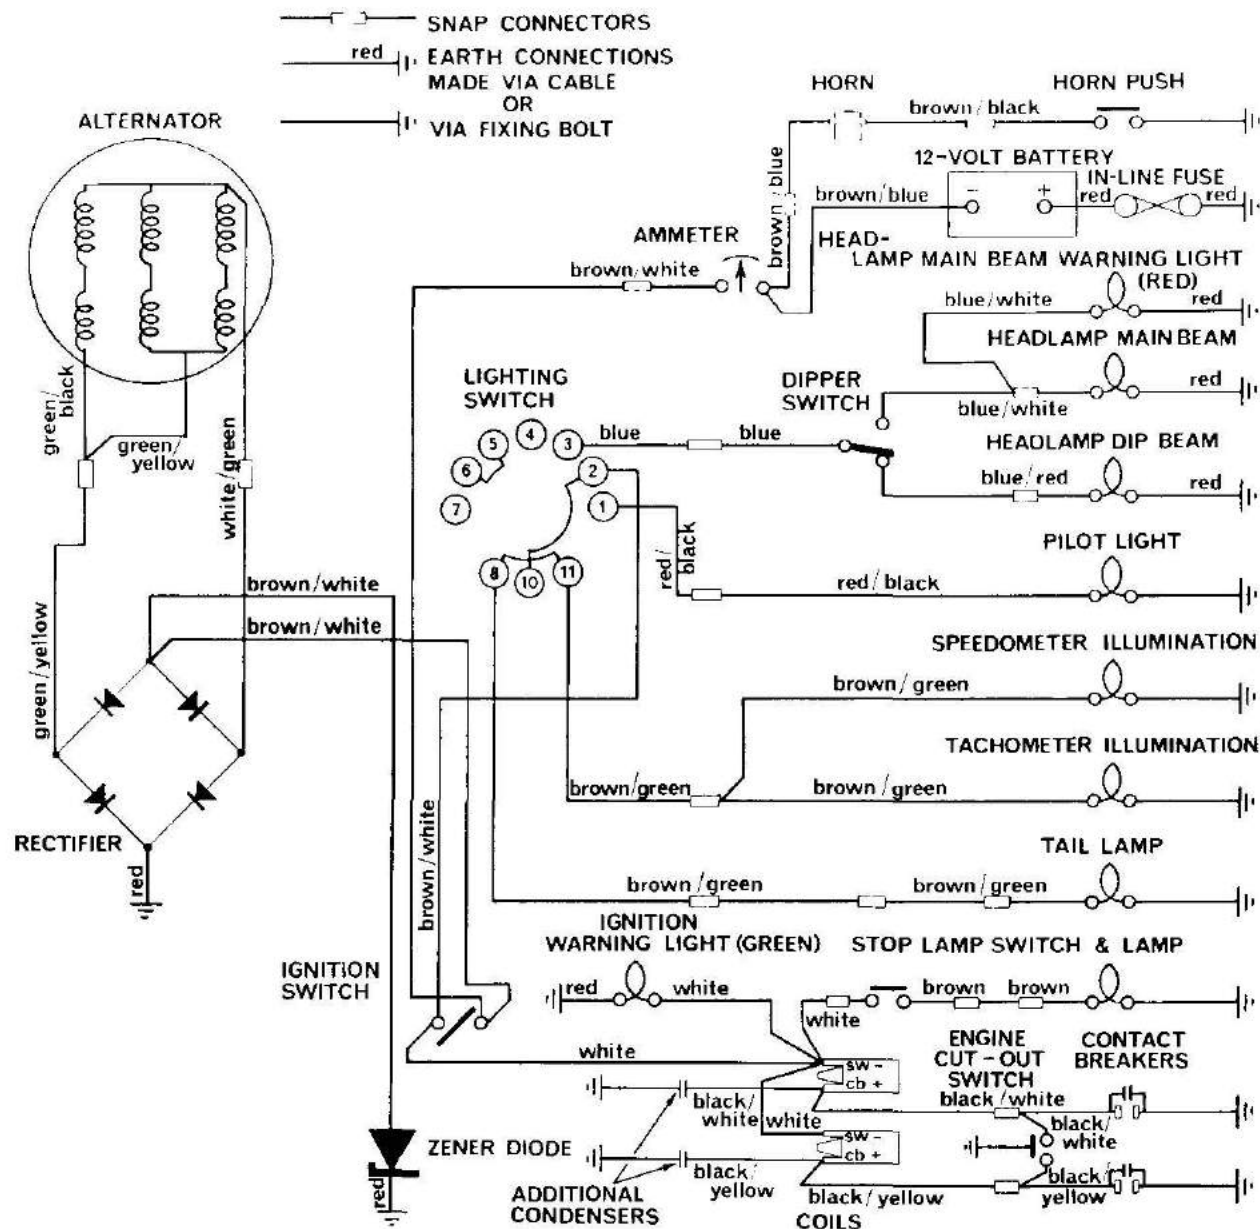 SNAP CONNECTORS
red
EARTH CONNECTIONS
MADE VIA CABLE
OR
VIA FIXING BOLT
ALTERNATOR
HORN
brown/black
HORN PUSH
12-VOLT BATTERY
- +
IN-LINE FUSE
red
red
brown/blue
brown/blue
AMMETER
brown/white
HEAD-
LAMP MAIN BEAM WARNING LIGHT
(RED)
blue/white
red
HEADLAMP MAIN BEAM
red
blue/white
LIGHTING
SWITCH
DIPPER
SWITCH
green/
black
green/
yellow
white/green
5
4
3
6
2
7
1
8
10
11
blue
blue
HEADLAMP DIP BEAM
blue/red
red
PILOT LIGHT
red/
black
red/black
brown/white
brown/white
SPEEDOMETER ILLUMINATION
brown/green
green/yellow
TACHOMETER ILLUMINATION
brown/green
brown/green
RECTIFIER
red
brown/white
TAIL LAMP
brown/green
brown/green
IGNITION
WARNING LIGHT (GREEN)
STOP LAMP SWITCH & LAMP
IGNITION
SWITCH
red
white
brown
brown
white
white
ENGINE
CUT-OUT
SWITCH
CONTACT
BREAKERS
sw -
cb +
black/
white
white
black/white
black/
white
sw -
cb +
ZENER DIODE
red
black/
yellow
black/yellow
black/
yellow
ADDITIONAL
CONDENSERS
COILS